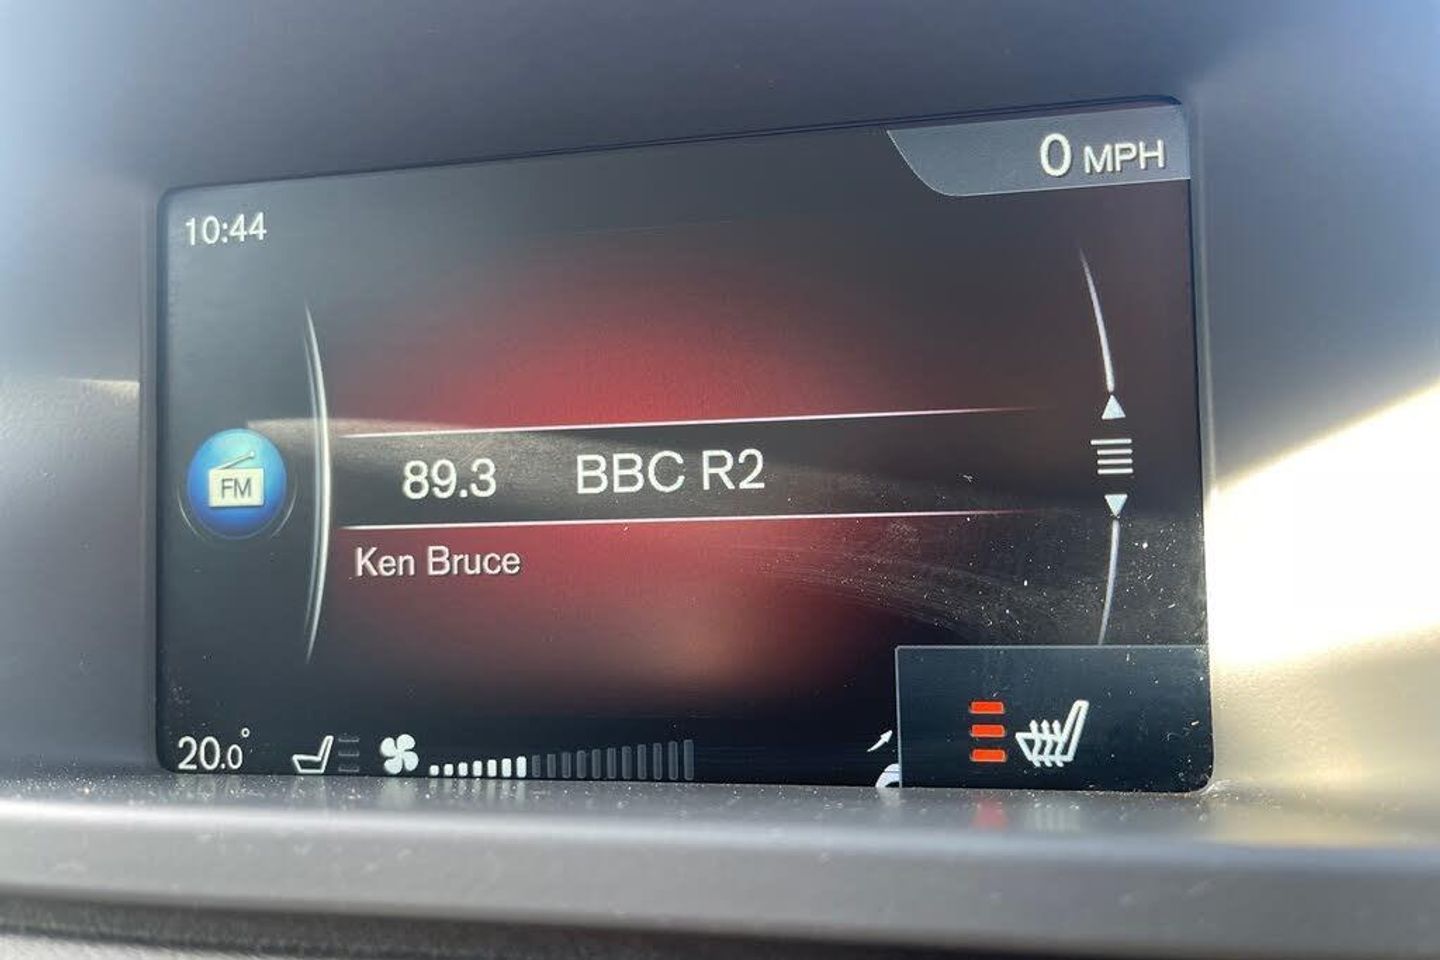 0 MPH
10:44
FM
89.3 BBC R2
Ken Bruce
20.0°